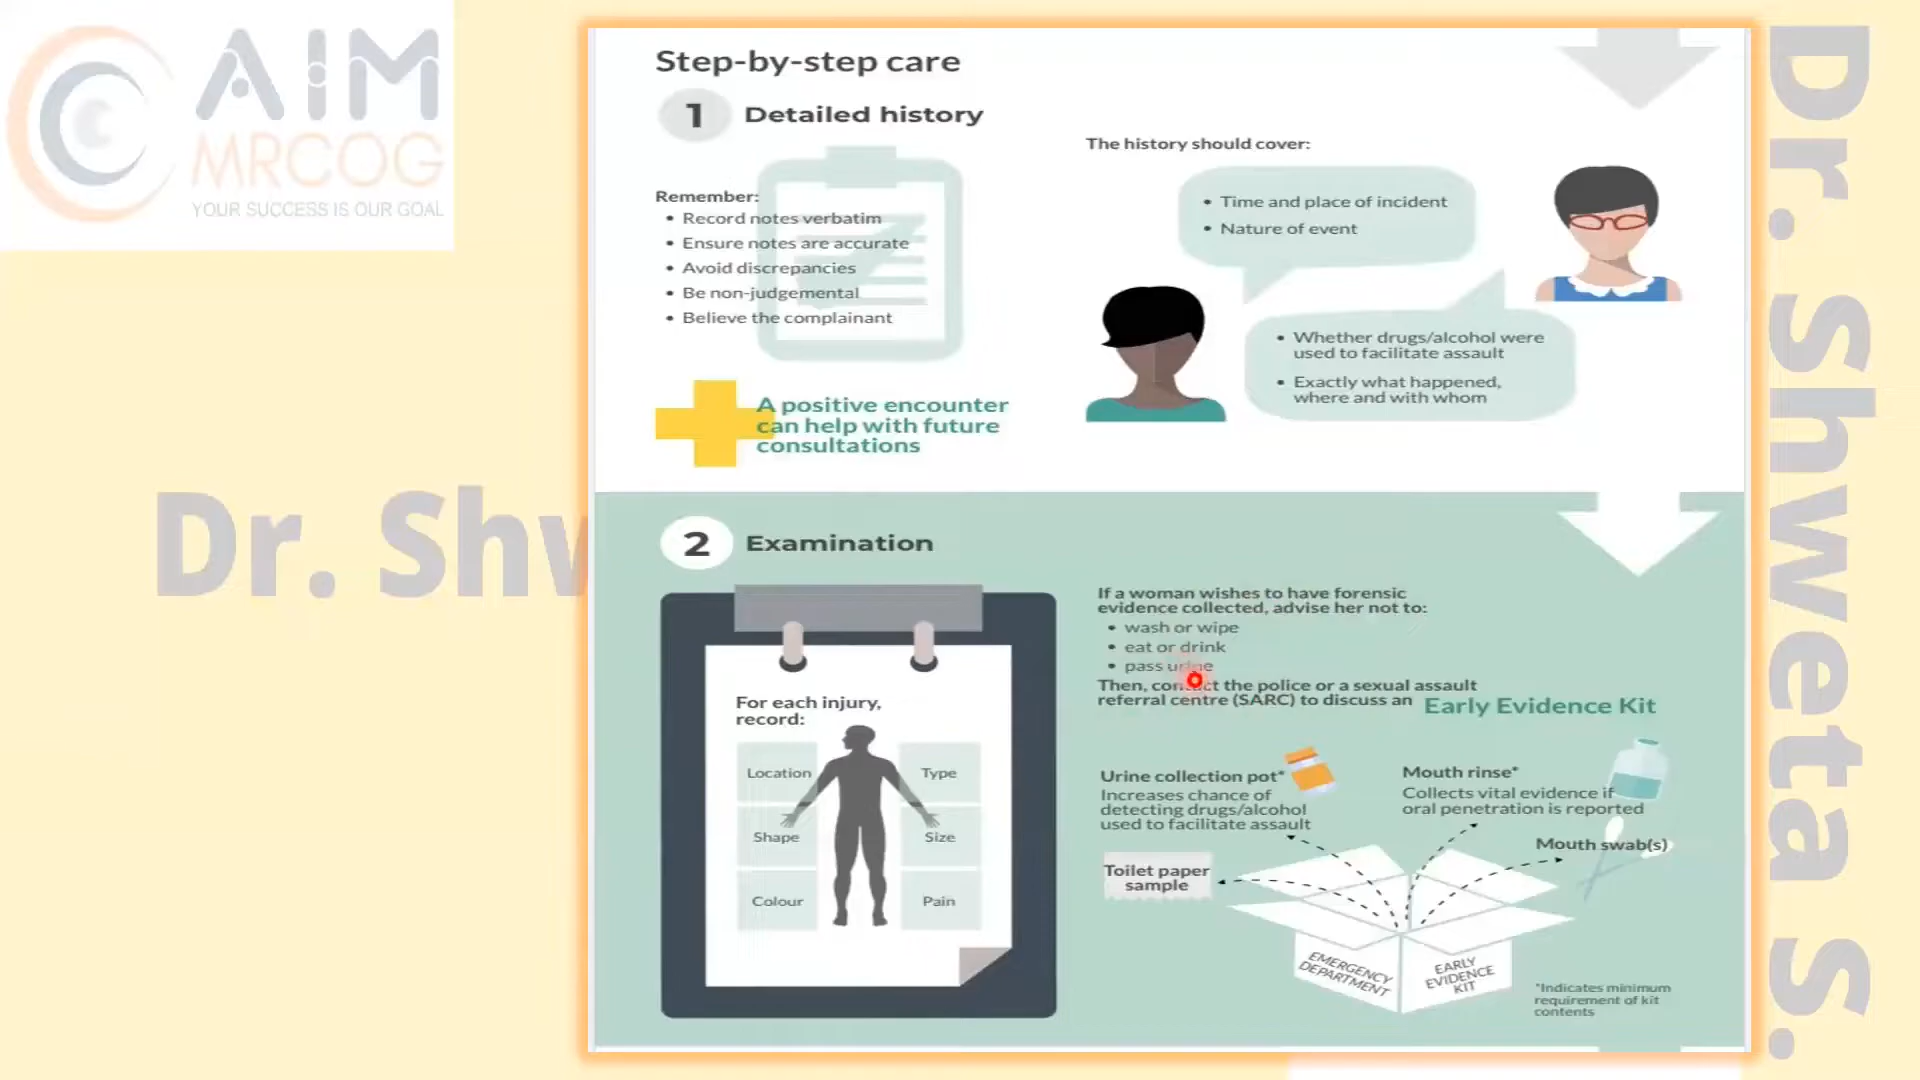 AIM
MRCOG
YOUR SUCCESS IS OUR GOAL
Dr. Sh
Step-by-step care
1 Detailed history
Remember:
• Record notes verbatim
• Ensure notes are accurate
• Avoid discrepancies
• Be non-judgemental
• Believe the complainant
A positive encounter
can help with future
consultations
The history should cover:
• Time and place of incident
• Nature of event
• Whether drugs/alcohol were
used to facilitate assault
• Exactly what happened,
where and with whom
2 Examination
For each injury,
record:
Location
Type
Shape
Size
Colour
Pain
If a woman wishes to have forensic
evidence collected, advise her not to:
• wash or wipe
• eat or drink
• pass urine
Then, contact the police or a sexual assault
referral centre (SARC) to discuss an
Early Evidence Kit
Urine collection pot*
Increases chance of
detecting drugs/alcohol
used to facilitate assault
Mouth rinse*
Collects vital evidence if
oral penetration is reported
Mouth swab(s)
Toilet paper
sample
EMERGENCY
DEPARTMENT
EARLY
EVIDENCE
KIT
*Indicates minimum
requirement of kit
contents
Dr. Shweta S.